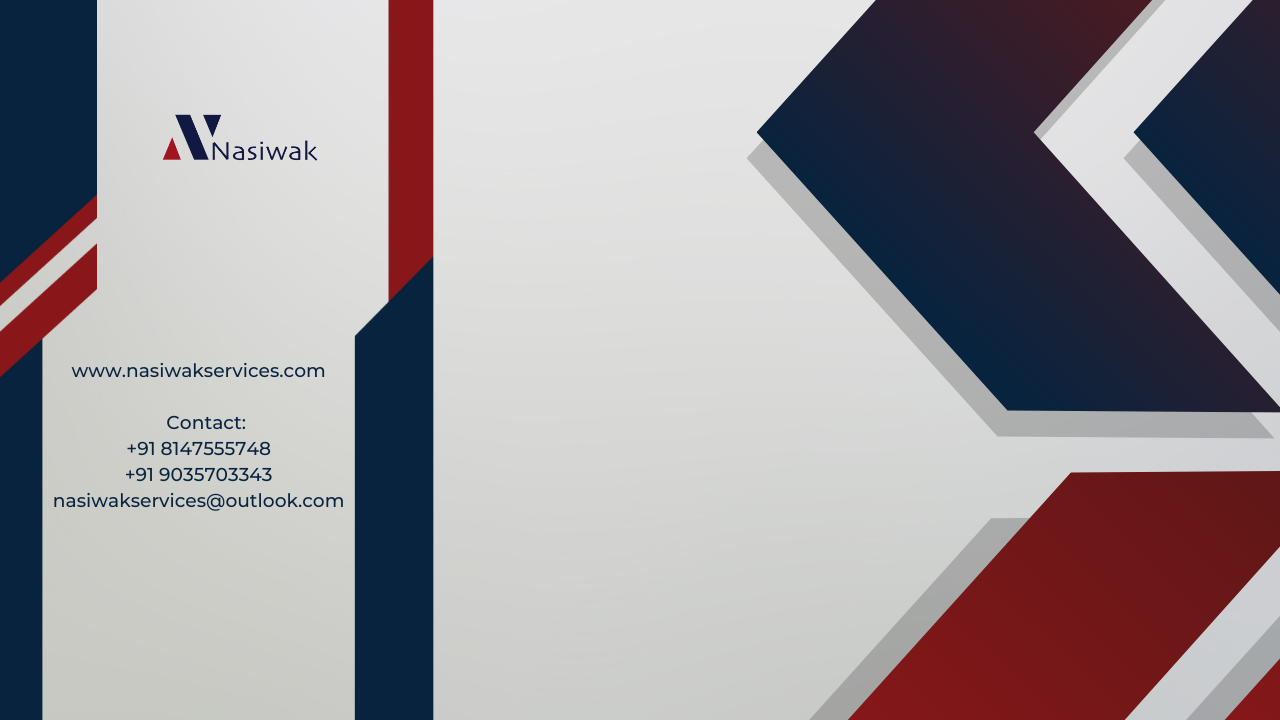 Nasiwak
www.nasiwakservices.com
Contact:
+91 8147555748
+91 9035703343
nasiwakservices@outlook.com